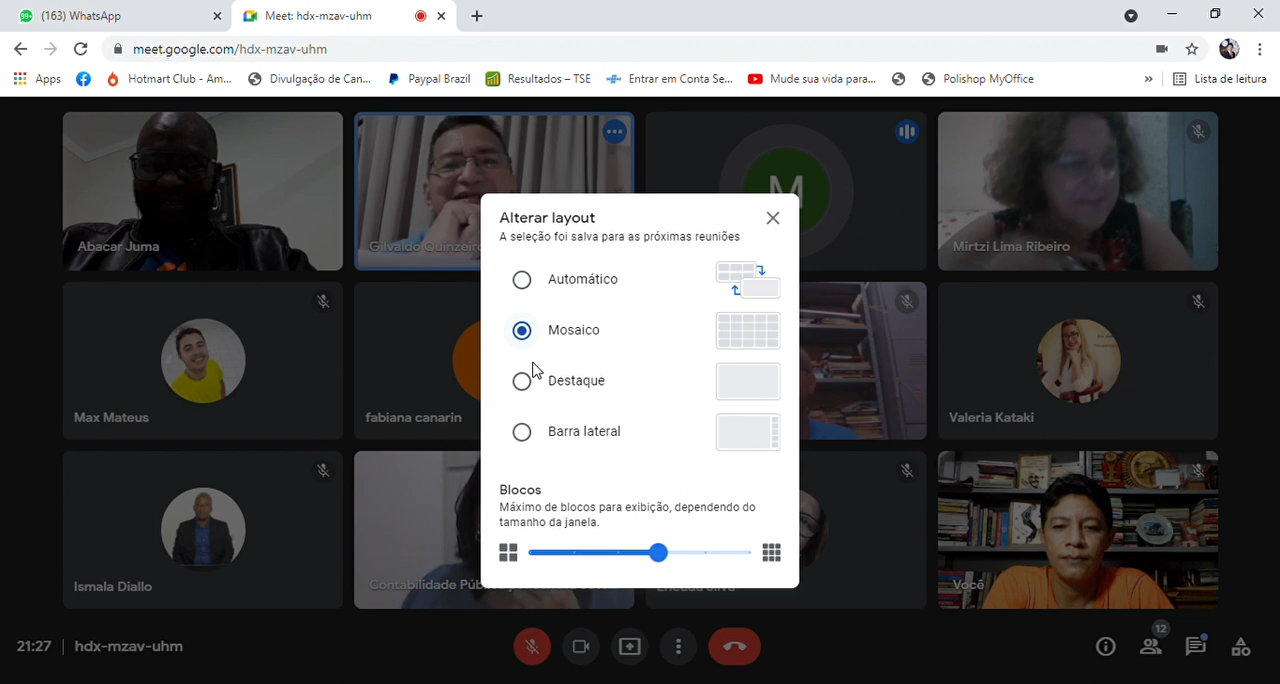 99+ (163) WhatsApp
Meet: hdx-mzav-uhm
meet.google.com/hdx-mzav-uhm
Apps
Hotmart Club - Am...
Divulgação de Can...
Paypal Brazil
Resultados – TSE
Entrar em Conta Se...
Mude sua vida para...
Polishop MyOffice
»
Lista de leitura
Abacar Juma
Gilvaldo Quinzeiro
M
Mirtzi Lima Ribeiro
Alterar layout
A seleção foi salva para as próximas reuniões
Automático
Mosaico
Destaque
Barra lateral
Blocos
Máximo de blocos para exibição, dependendo do
tamanho da janela.
Max Mateus
fabiana canarin
Valeria Kataki
Ismala Diallo
Contabilidade
Você
21:27 | hdx-mzav-uhm
12